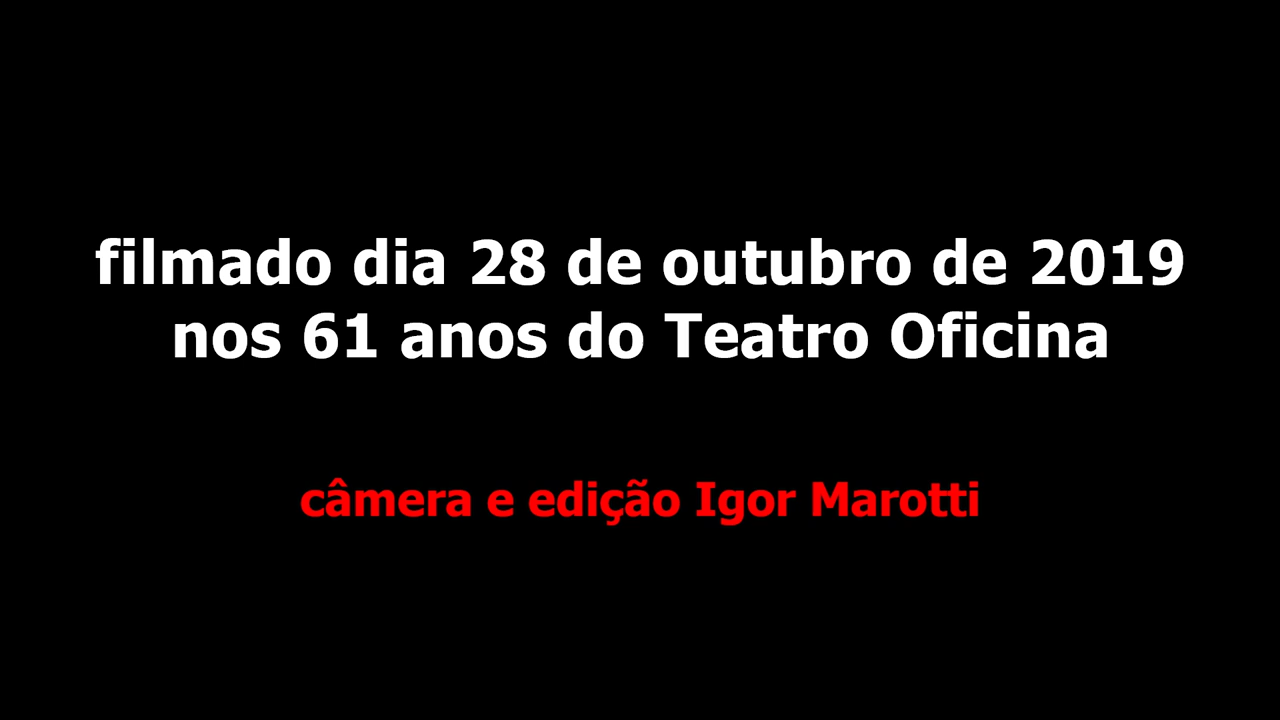 filmado dia 28 de outubro de 2019
nos 61 anos do Teatro Oficina
câmera e edição Igor Marotti